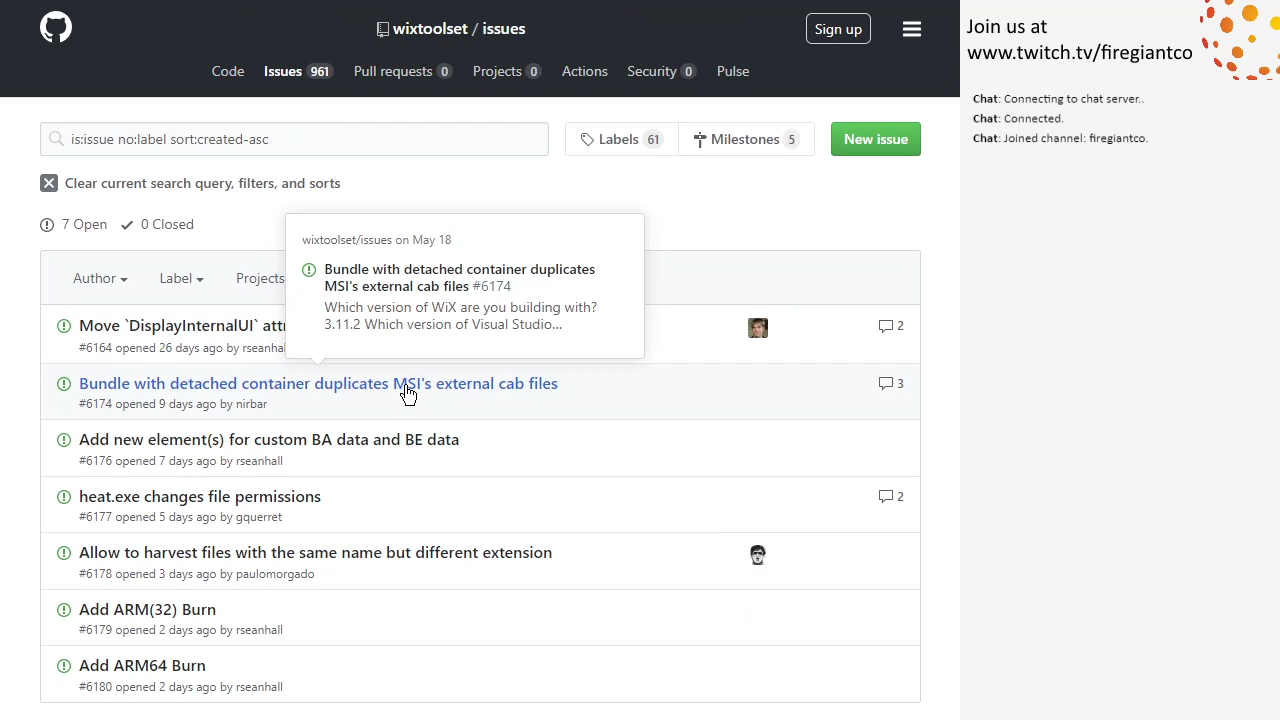 wixtoolset / issues
Sign up
Code
Issues 961
Pull requests 0
Projects 0
Actions
Security 0
Pulse
is:issue no:label sort:created-asc
Labels 61
Milestones 5
New issue
Clear current search query, filters, and sorts
7 Open
0 Closed
Author
Label
Projects
wixtoolset/issues on May 18
Bundle with detached container duplicates
MSI's external cab files #6174
Which version of WiX are you building with?
3.11.2 Which version of Visual Studio...
Move `DisplayInternalUI`
2
#6164 opened 26 days ago by
Bundle with detached container duplicates MSI's external cab files
3
#6174 opened 9 days ago by nirbar
Add new element(s) for custom BA data and BE data
#6176 opened 7 days ago by rseanhall
heat.exe changes file permissions
2
#6177 opened 5 days ago by gquerret
Allow to harvest files with the same name but different extension
#6178 opened 3 days ago by paulomorgado
Add ARM(32) Burn
#6179 opened 2 days ago by rseanhall
Add ARM64 Burn
#6180 opened 2 days ago by rseanhall
Join us at
www.twitch.tv/firegiantco
Chat: Connecting to chat server..
Chat: Connected.
Chat: Joined channel: firegiantco.